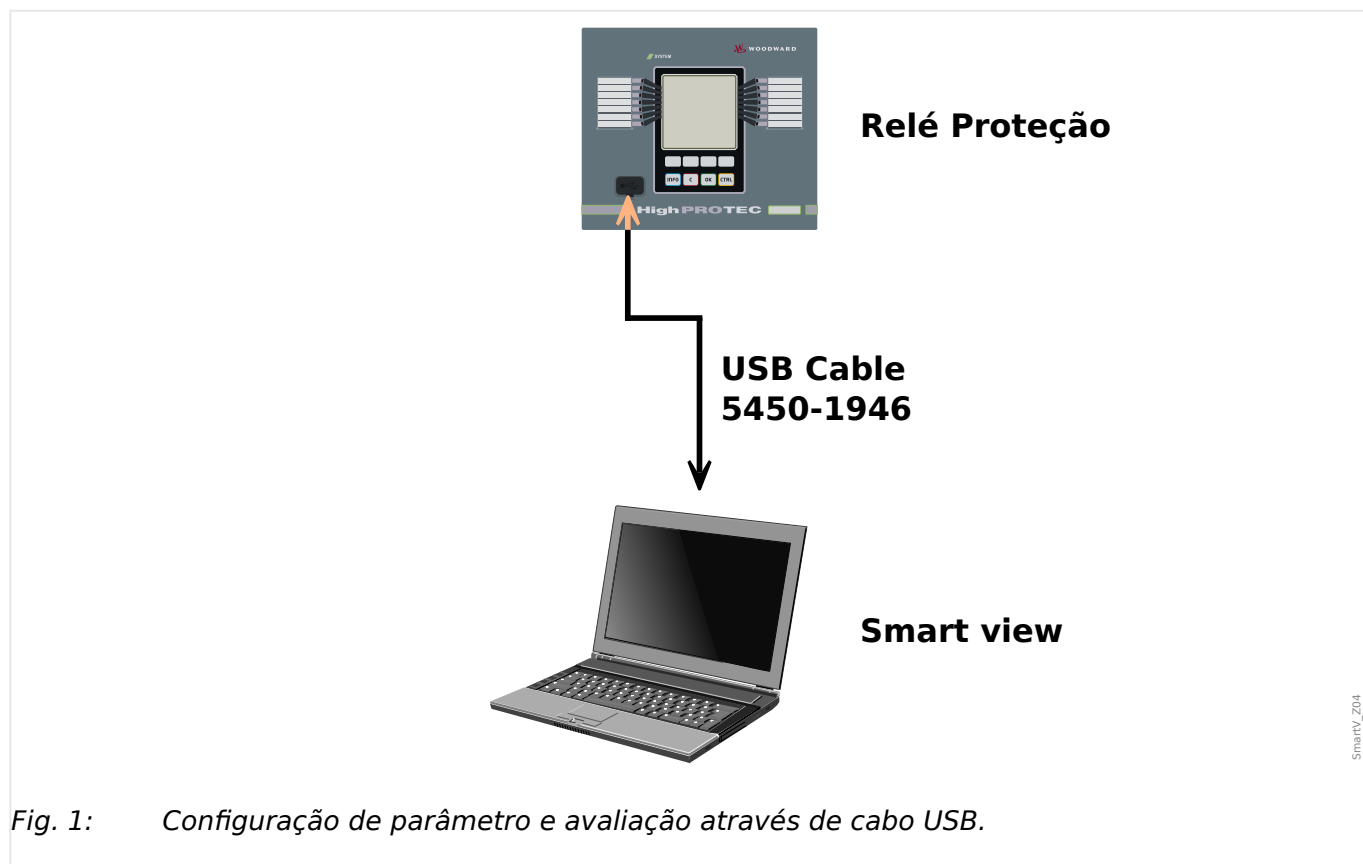 WOODWARD
SYSTEM
Relé Proteção
INFO C OK CTRL
HighPROTEC
USB Cable
5450-1946
Smart view
SmartV_Z04
Fig. 1: Configuração de parâmetro e avaliação através de cabo USB.